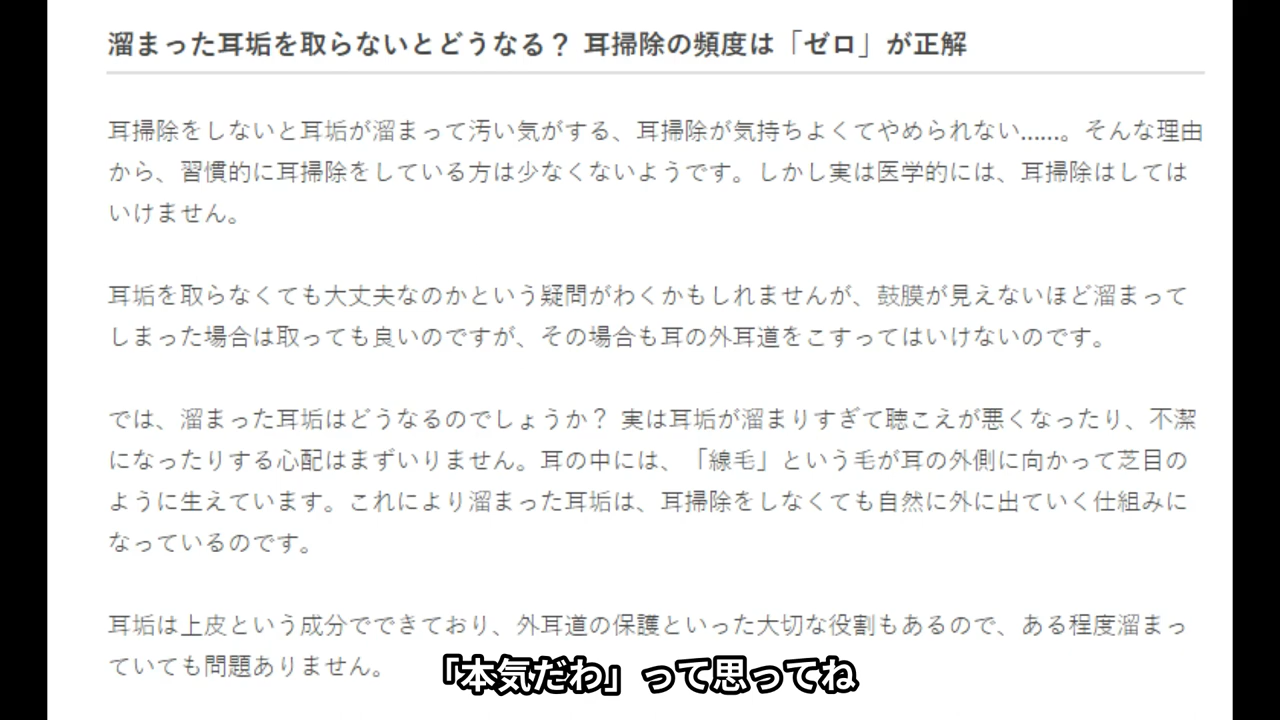 溜まった耳垢を取らないとどうなる？ 耳掃除の頻度は「ゼロ」が正解
耳掃除をしないと耳垢が溜まって汚い気がする、耳掃除が気持ちよくてやめられない……。そんな理由
から、習慣的に耳掃除をしている方は少なくないようです。しかし実は医学的には、耳掃除はしては
いけません。
耳垢を取らなくても大丈夫なのかという疑問がわくかもしれませんが、鼓膜が見えないほど溜まって
しまった場合は取っても良いのですが、その場合も耳の外耳道をこすってはいけないのです。
では、溜まった耳垢はどうなるのでしょうか？ 実は耳垢が溜まりすぎて聴こえが悪くなったり、不潔
になったりする心配はまずいりません。耳の中には、「線毛」という毛が耳の外側に向かって芝目の
ように生えています。これにより溜まった耳垢は、耳掃除をしなくても自然に外に出ていく仕組みに
なっているのです。
耳垢は上皮という成分でできており、外耳道の保護といった大切な役割もあるので、ある程度溜まっ
ていても問題ありません。
「本気だわ」って思ってね